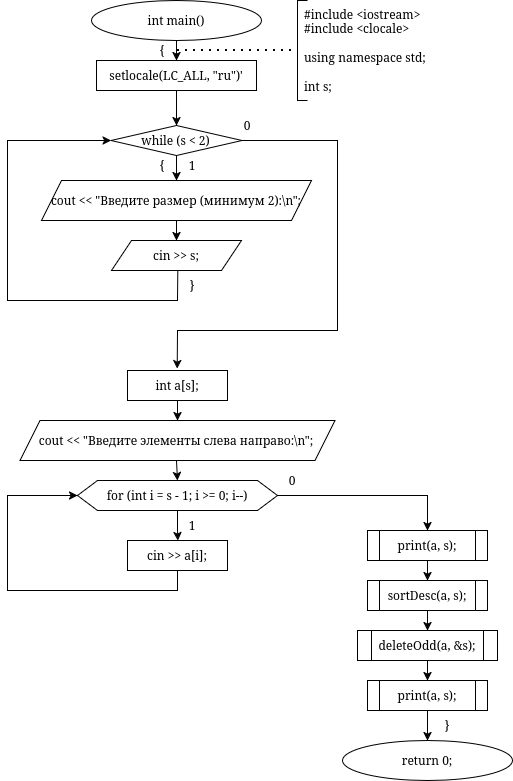 int main()
#include <iostream>
#include <clocale>
using namespace std;
int s;
{
setlocale(LC_ALL, "ru")'
while (s < 2)
0
{
1
cout << "Введите размер (минимум 2):\n";
cin >> s;
}
int a[s];
cout << "Введите элементы слева направо:\n";
for (int i = s - 1; i >= 0; i--)
0
1
cin >> a[i];
print(a, s);
sortDesc(a, s);
deleteOdd(a, &s);
print(a, s);
}
return 0;